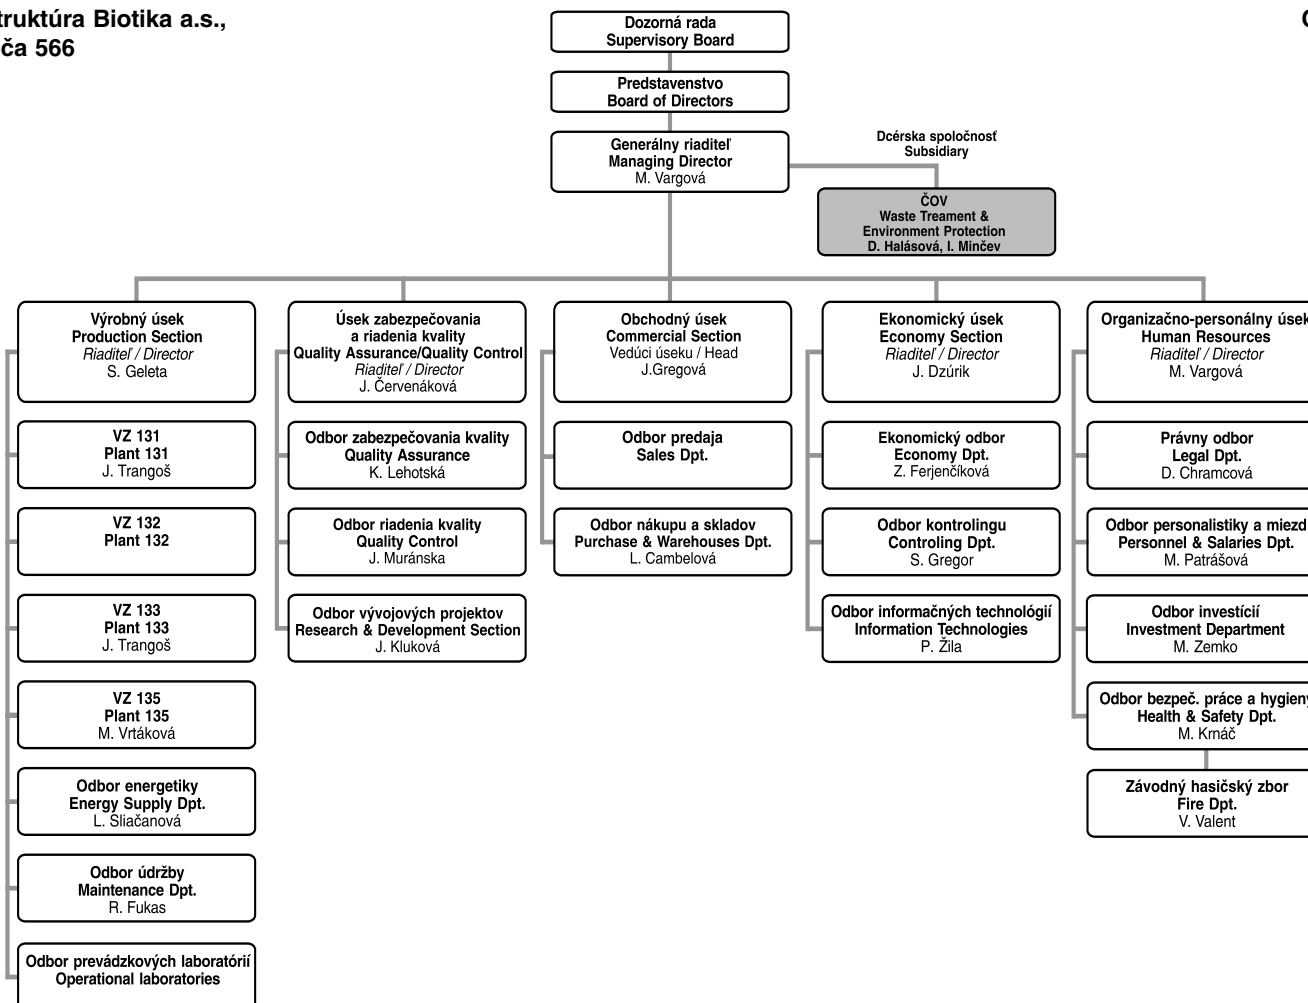 truktúra Biotika a.s.,
ča 566
Dozorná rada
Supervisory Board
Predstavenstvo
Board of Directors
Generálny riaditeľ
Managing Director
M. Vargová
Dcérska spoločnosť
Subsidiary
ČOV
Waste Treament &
Environment Protection
D. Halásová, I. Minčev
Výrobný úsek
Production Section
Riaditeľ / Director
S. Geleta
VZ 131
Plant 131
J. Trangoš
VZ 132
Plant 132
VZ 133
Plant 133
J. Trangoš
VZ 135
Plant 135
M. Vrtáková
Odbor energetiky
Energy Supply Dpt.
L. Sliačanová
Odbor údržby
Maintenance Dpt.
R. Fukas
Odbor prevádzkových laboratórií
Operational laboratories
Úsek zabezpečovania
a riadenia kvality
Quality Assurance/Quality Control
Riaditeľ / Director
J. Červenáková
Odbor zabezpečovania kvality
Quality Assurance
K. Lehotská
Odbor riadenia kvality
Quality Control
J. Muránska
Odbor vývojových projektov
Research & Development Section
J. Kluková
Obchodný úsek
Commercial Section
Vedúci úseku / Head
J.Gregová
Odbor predaja
Sales Dpt.
Odbor nákupu a skladov
Purchase & Warehouses Dpt.
L. Cambelová
Ekonomický úsek
Economy Section
Riaditeľ / Director
J. Dzúrik
Ekonomický odbor
Economy Dpt.
Z. Ferjenčíková
Odbor kontrolingu
Controling Dpt.
S. Gregor
Odbor informačných technológií
Information Technologies
P. Žila
Organizačno-personálny úsek
Human Resources
Riaditeľ / Director
M. Vargová
Právny odbor
Legal Dpt.
D. Chramcová
Odbor personalistiky a miezd
Personnel & Salaries Dpt.
M. Patrášová
Odbor investícií
Investment Department
M. Zemko
Odbor bezpeč. práce a hygieny
Health & Safety Dpt.
M. Krnáč
Závodný hasičský zbor
Fire Dpt.
V. Valent